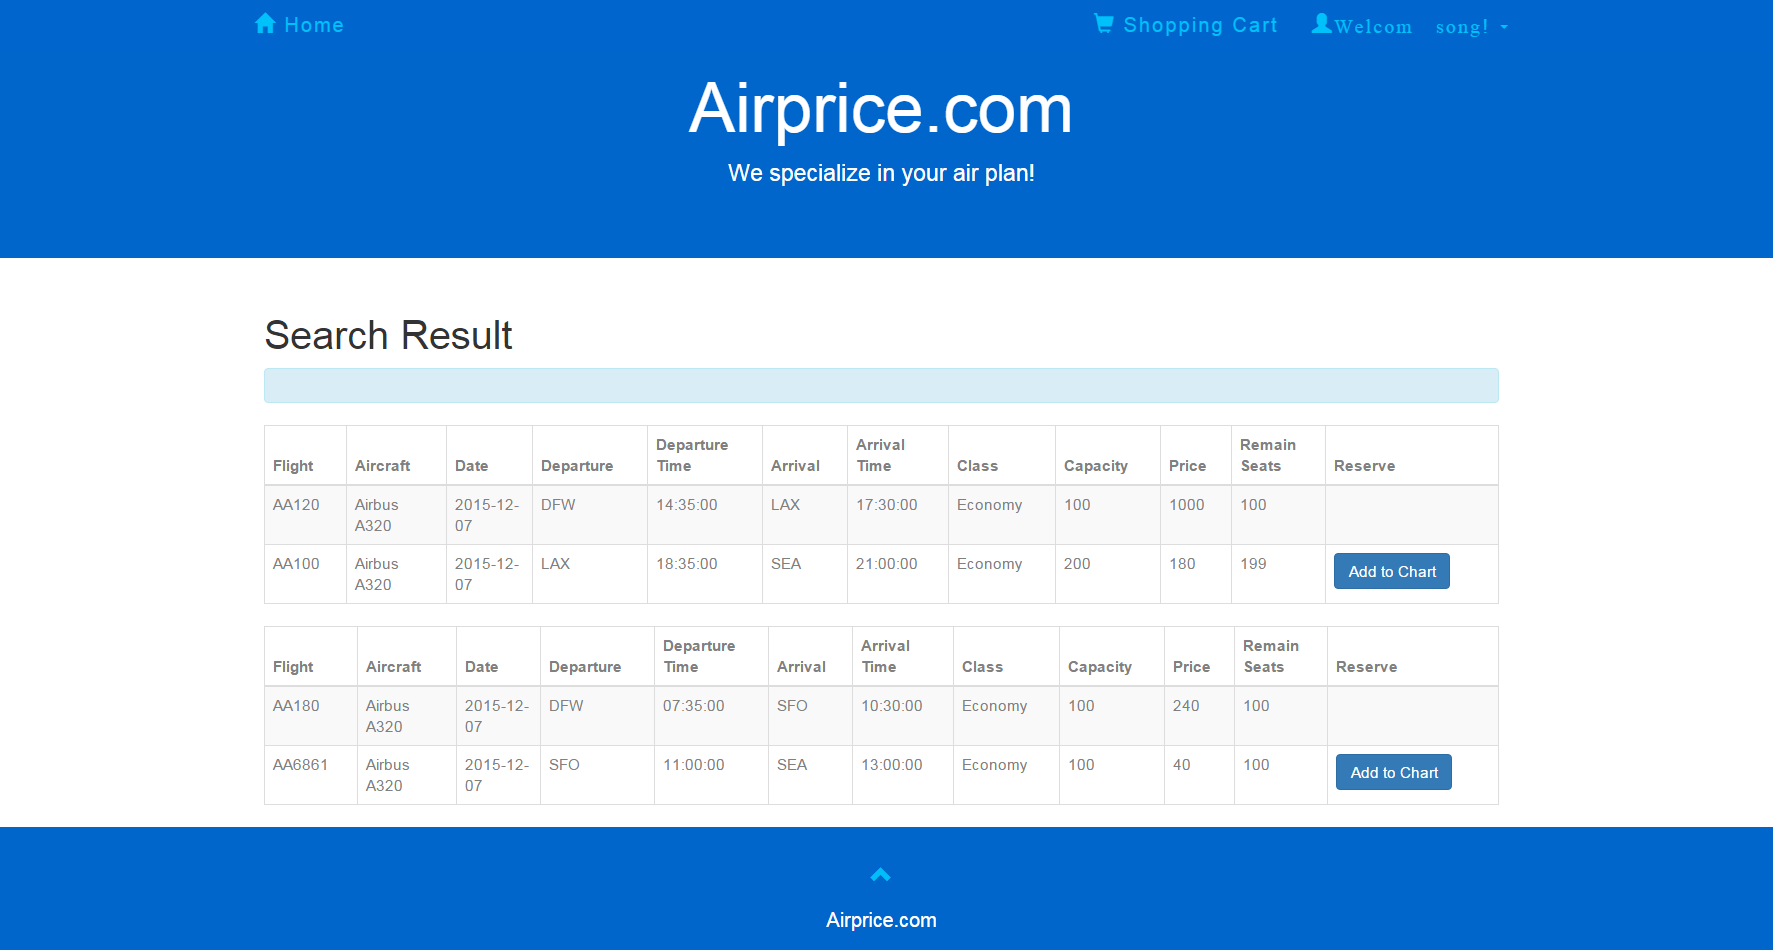 Home Shopping Cart Welcom song!
Airprice.com
We specialize in your air plan!
Search Result
Flight Aircraft Date Departure Departure Time Arrival Arrival Time Class Capacity Price Remain Seats Reserve
AA120 Airbus A320 2015-12-07 DFW 14:35:00 LAX 17:30:00 Economy 100 1000 100
AA100 Airbus A320 2015-12-07 LAX 18:35:00 SEA 21:00:00 Economy 200 180 199 Add to Chart
Flight Aircraft Date Departure Departure Time Arrival Arrival Time Class Capacity Price Remain Seats Reserve
AA180 Airbus A320 2015-12-07 DFW 07:35:00 SFO 10:30:00 Economy 100 240 100
AA6861 Airbus A320 2015-12-07 SFO 11:00:00 SEA 13:00:00 Economy 100 40 100 Add to Chart
Airprice.com